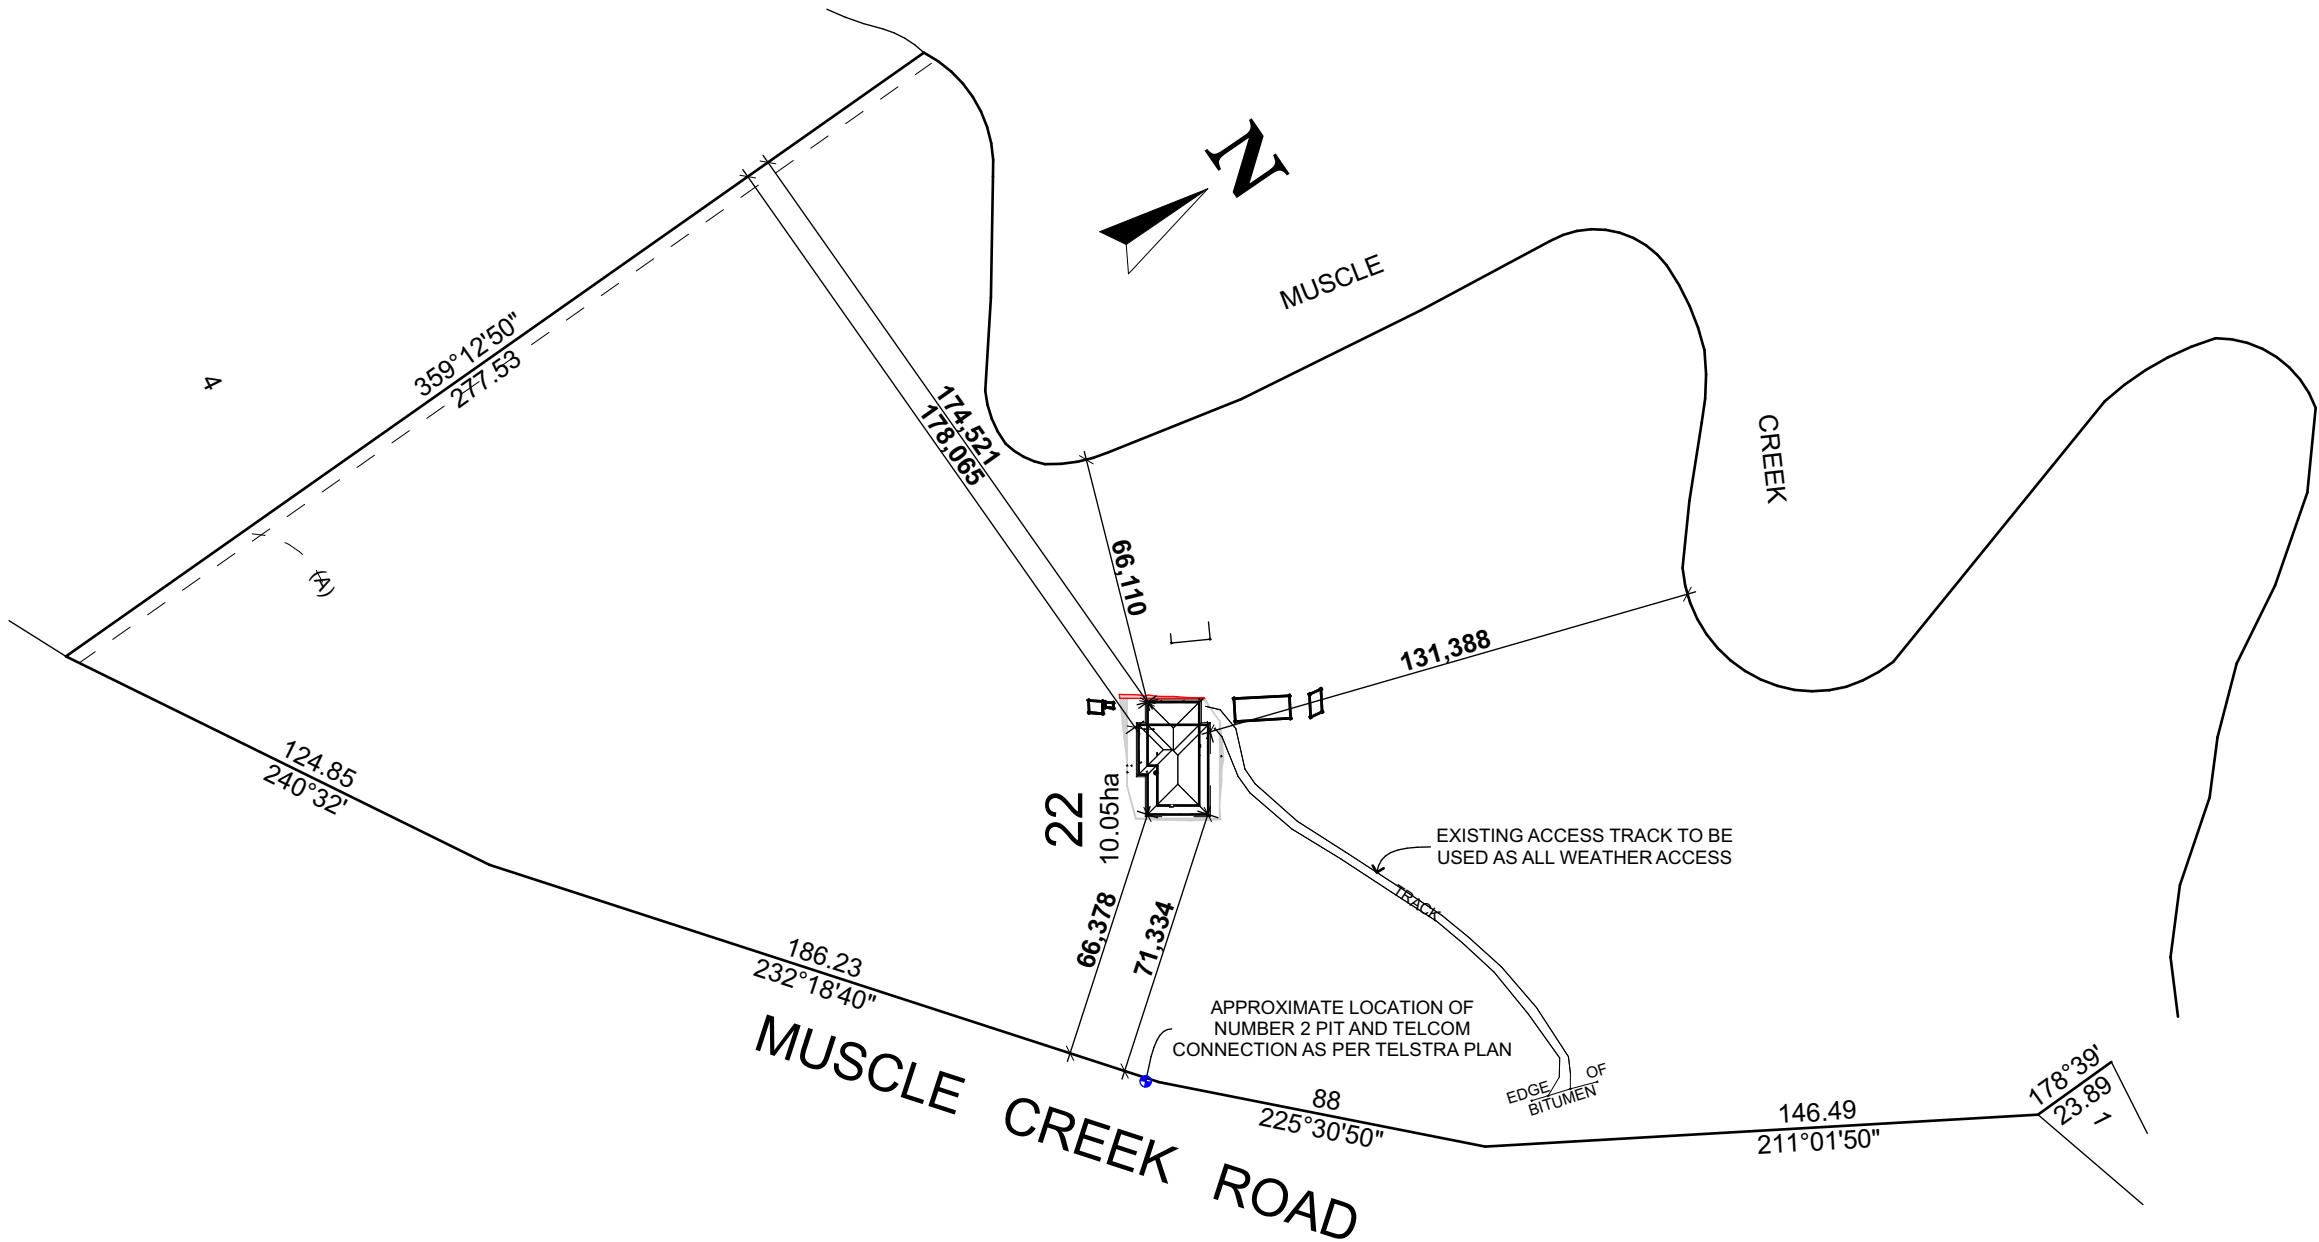 N
MUSCLE
CREEK
359°12'50"
277.53
4
(A)
174,521
178,065
66,110
131,388
124.85
240°32'
22
10.05ha
EXISTING ACCESS TRACK TO BE
USED AS ALL WEATHER ACCESS
TRACK
66,378
71,334
186.23
232°18'40"
APPROXIMATE LOCATION OF
NUMBER 2 PIT AND TELCOM
CONNECTION AS PER TELSTRA PLAN
EDGE OF
BITUMEN
MUSCLE CREEK ROAD
88
225°30'50"
146.49
211°01'50"
178°39'
23.89
1